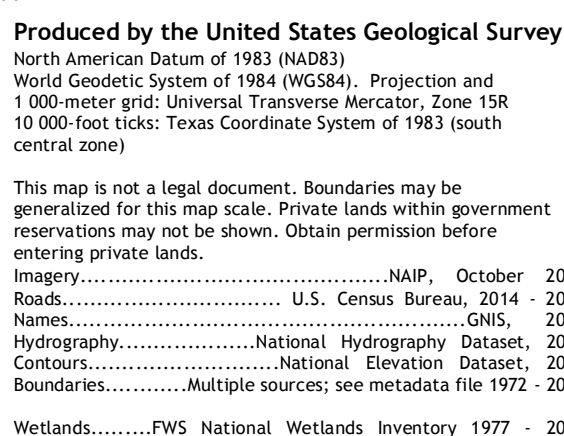 Produced by the United States Geological Survey
North American Datum of 1983 (NAD83)
World Geodetic System of 1984 (WGS84).  Projection and
1 000-meter grid: Universal Transverse Mercator, Zone 15R
10 000-foot ticks: Texas Coordinate System of 1983 (south
central zone)
This map is not a legal document. Boundaries may be
generalized for this map scale. Private lands within government
reservations may not be shown. Obtain permission before
entering private lands.
Imagery..........................................NAIP, October 20
Roads.............................. U.S. Census Bureau, 2014 - 20
Names......................................................GNIS, 20
Hydrography...................National Hydrography Dataset, 20
Contours..........................National Elevation Dataset, 20
Boundaries............Multiple sources; see metadata file 1972 - 20
Wetlands.........FWS National Wetlands Inventory 1977 - 20